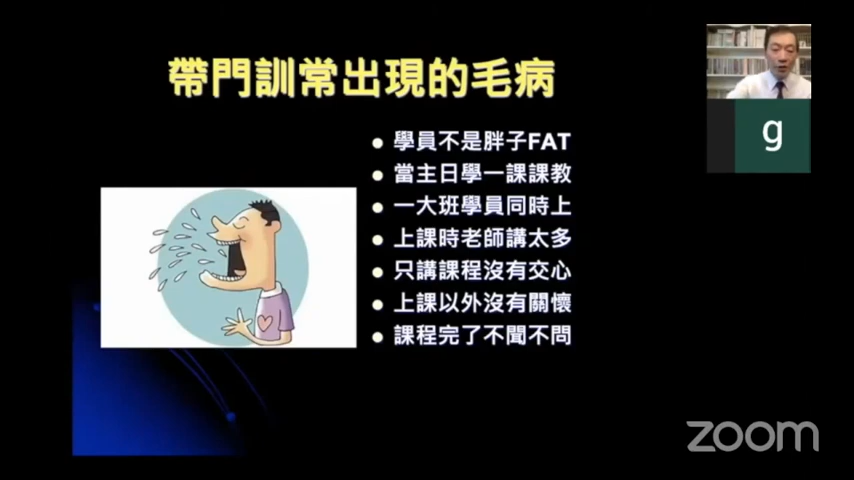 帶門訓常出現的毛病
學員不是胖子FAT
當主日學一課課教
一大班學員同時上
上課時老師講太多
只講課程沒有交心
上課以外沒有關懷
課程完了不聞不問
g
zoom